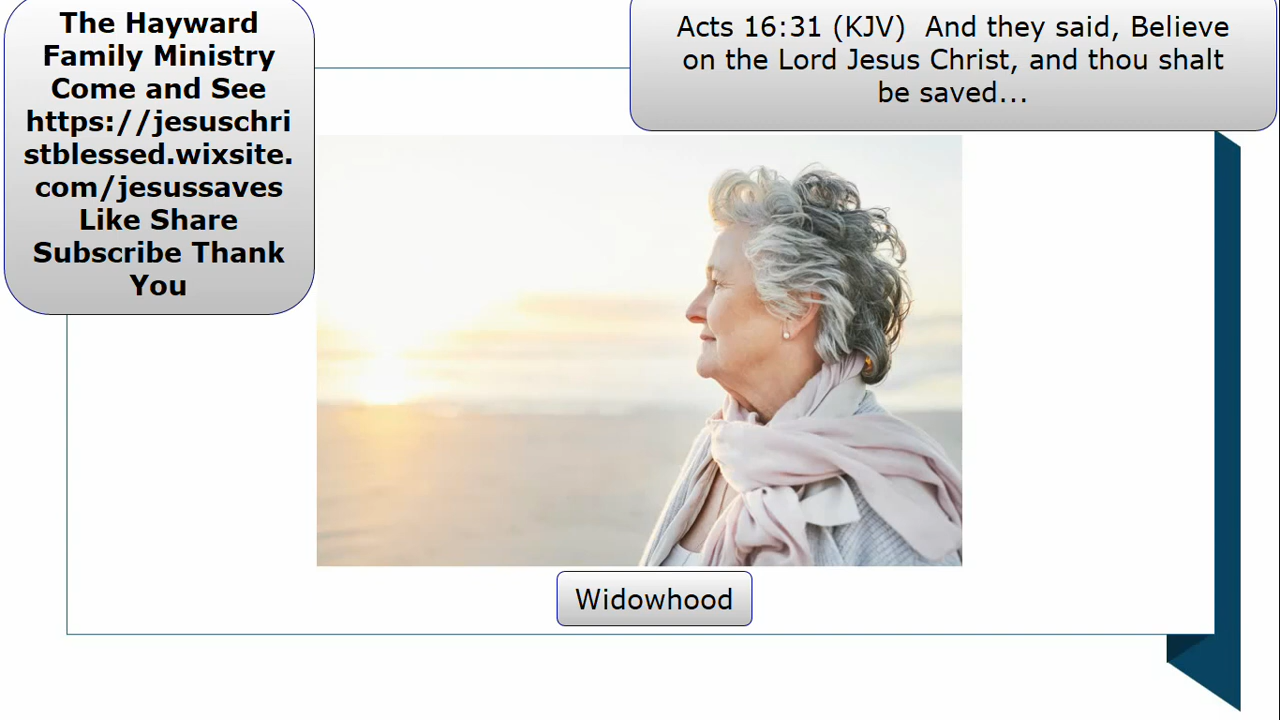 The Hayward
Family Ministry
Come and See
https://jesuschri
stblessed.wixsite.
com/jesussaves
Like Share
Subscribe Thank
You
Acts 16:31 (KJV)  And they said, Believe
on the Lord Jesus Christ, and thou shalt
be saved...
Widowhood